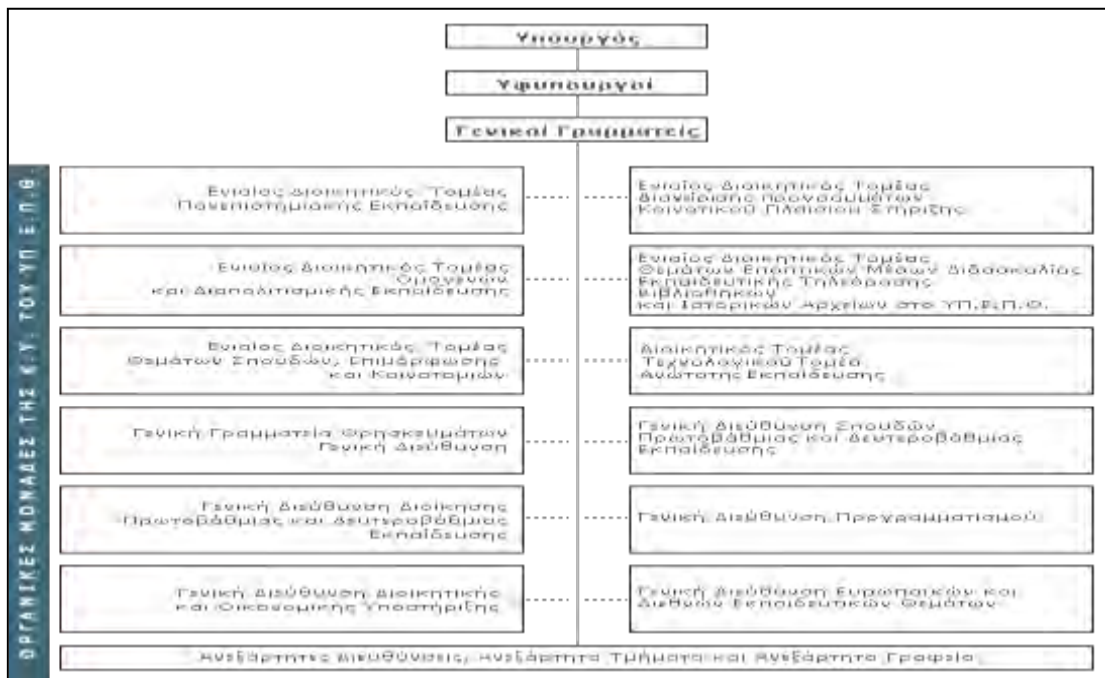 Υπουργός
Υφυπουργοί
Γενικοί Γραμματείς
ΟΡΓΑΝΙΚΕΣ ΜΟΝΑΔΕΣ ΤΗΣ Κ.Υ. ΤΟΥ ΥΠ.Ε.Π.Θ.
Ενιαίος Διοικητικός Τομέας
Πανεπιστημιακής Εκπαίδευσης
Ενιαίος Διοικητικός Τομέας
Διαχείρισης Προγραμμάτων
Κοινοτικού Πλαισίου Στήριξης
Ενιαίος Διοικητικός Τομέας
Ομογενών
και Διαπολιτισμικής Εκπαίδευσης
Ενιαίος Διοικητικός Τομέας
Θεμάτων Εποπτικών Μέσων Διδασκαλίας
Εκπαιδευτικής Τηλεόρασης
Βιβλιοθηκών
και Ιστορικών Αρχείων στο ΥΠ.Ε.Π.Θ.
Ενιαίος Διοικητικός Τομέας
Θεμάτων Σπουδών, Επιμόρφωσης
και Καινοτομιών
Διοικητικός Τομέας
Τεχνολογικού Τομέα
Ανώτατης Εκπαίδευσης
Γενική Γραμματεία Θρησκευμάτων
Γενική Διεύθυνση
Γενική Διεύθυνση Σπουδών
Πρωτοβάθμιας και Δευτεροβάθμιας
Εκπαίδευσης
Γενική Διεύθυνση Διοίκησης
Πρωτοβάθμιας και Δευτεροβάθμιας
Εκπαίδευσης
Γενική Διεύθυνση Προγραμματισμού
Γενική Διεύθυνση Διοικητικής
και Οικονομικής Υποστήριξης
Γενική Διεύθυνση Ευρωπαϊκών και
Διεθνών Εκπαιδευτικών Θεμάτων
Ανεξάρτητες Διευθύνσεις, Ανεξάρτητα Τμήματα και Ανεξάρτητα Γραφεία